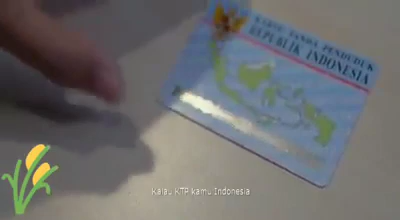 KARTU TANDA PENDUDUK
REPUBLIK INDONESIA
Kalau KTP kamu Indonesia